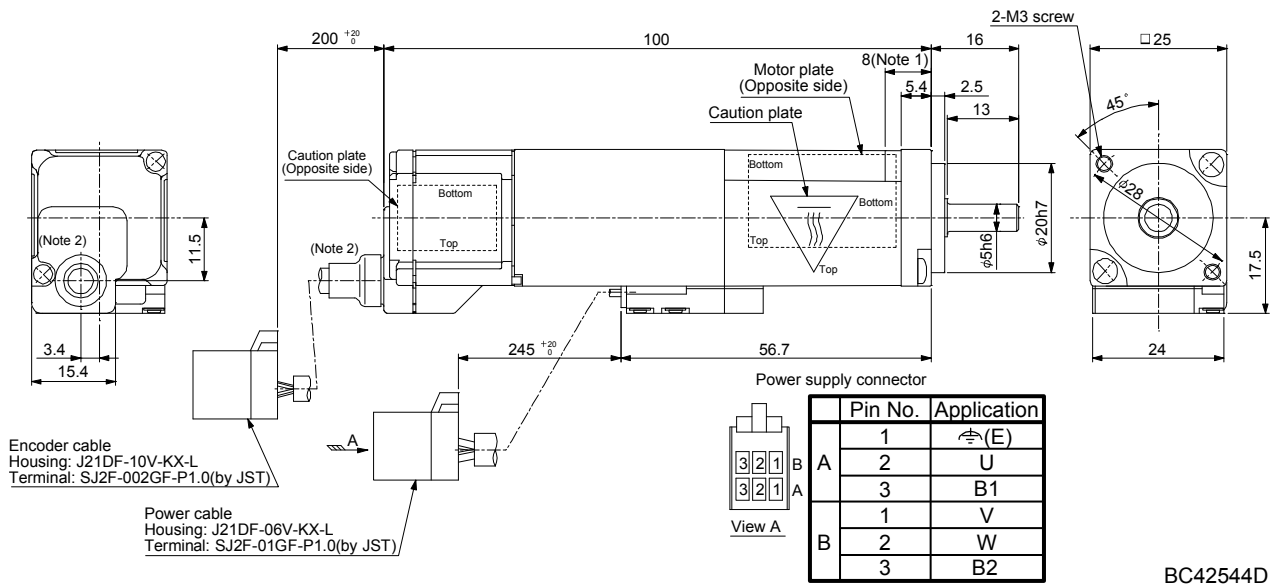 2-M3 screw
200 +20 0
100
16
□25
8(Note 1)
Motor plate
(Opposite side)
5.4
2.5
13
45°
Caution plate
Caution plate
(Opposite side)
Bottom
Bottom
Bottom
Top
Top
Top
(Note 2)
11.5
(Note 2)
φ5h6
φ20h7
φ28
17.5
3.4
15.4
245 +20 0
56.7
24
Power supply connector
Pin No. Application
A
1 (E)
2 U
3 B1
B
1 V
2 W
3 B2
3 2 1 B
3 2 1 A
View A
A
Encoder cable
Housing: J21DF-10V-KX-L
Terminal: SJ2F-002GF-P1.0(by JST)
Power cable
Housing: J21DF-06V-KX-L
Terminal: SJ2F-01GF-P1.0(by JST)
BC42544D